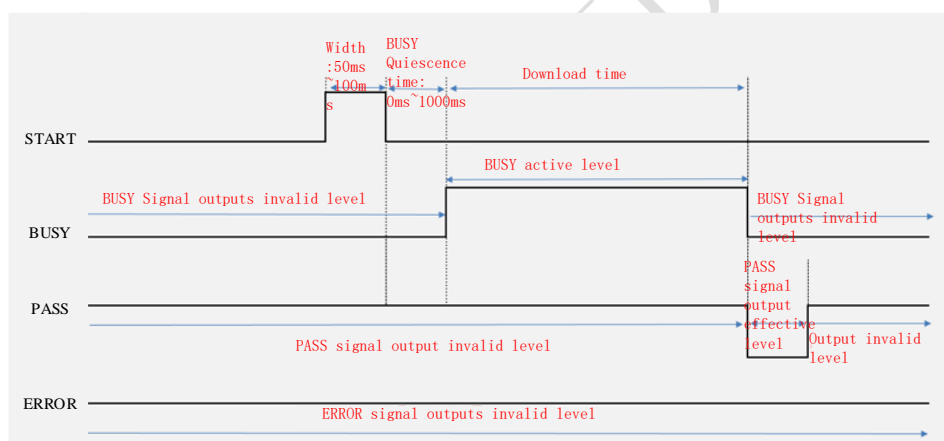 Width
:50ms
~100m
s
BUSY
Quiescence
time:
0ms~1000ms
Download time
START
BUSY active level
BUSY Signal outputs invalid level
BUSY Signal
outputs invalid
level
BUSY
PASS
signal
output
effective
level
PASS
Output invalid
level
PASS signal output invalid level
ERROR
ERROR signal outputs invalid level